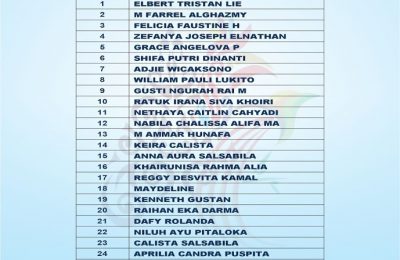 1 ELBERT TRISTAN LIE
2 M FARREL ALGHAZMY
3 FELICIA FAUSTINE H
4 ZEFANYA JOSEPH ELNATHAN
5 GRACE ANGELOVA P
6 SHIFA PUTRI DINANTI
7 ADJIE WICAKSONO
8 WILLIAM PAULI LUKITO
9 GUSTI NGURAH RAI M
10 RATUK IRANA SIVA KHOIRI
11 NETHAYA CAITLIN CAHYADI
12 NABILA CHALISSA ALIFA MA
13 M AMMAR HUNAFA
14 KEIRA CALISTA
15 ANNA AURA SALSABILA
16 KHAIRUNISA RAHMA ALIA
17 REGGY DESVITA KAMAL
18 MAYDELINE
19 KENNETH GUSTAN
20 RAIHAN EKA DARMA
21 DAFY ROLANDA
22 NILUH AYU PITALOKA
23 CALISTA SALSABILA
24 APRILIA CANDRA PUSPITA